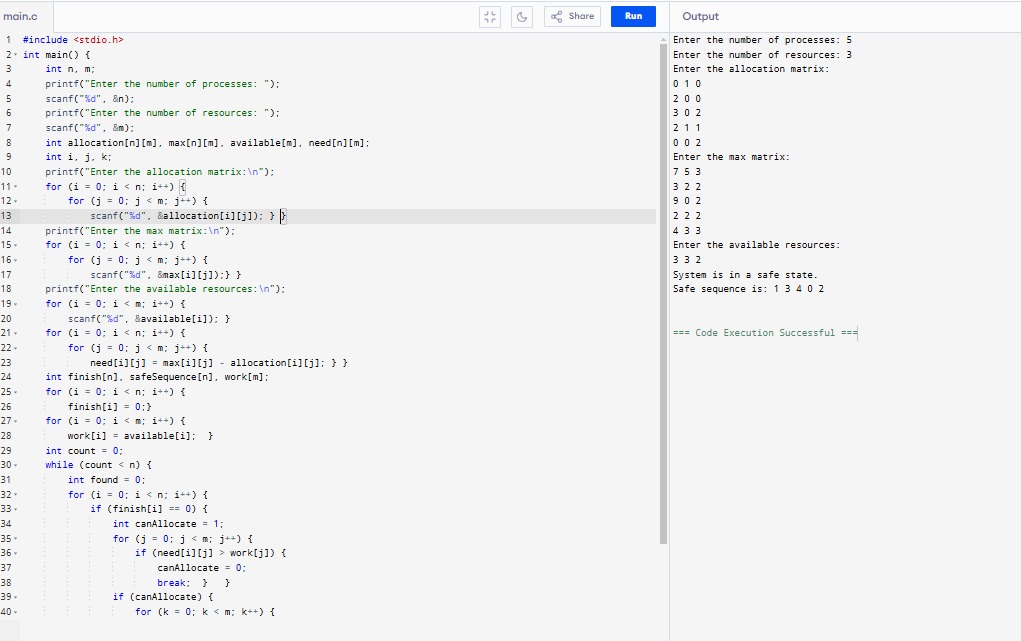 main.c
Share
Run
Output
1 #include <stdio.h>
2 int main() {
3 int n, m;
4 printf("Enter the number of processes: ");
5 scanf("%d", &n);
6 printf("Enter the number of resources: ");
7 scanf("%d", &m);
8 int allocation[n][m], max[n][m], available[m], need[n][m];
9 int i, j, k;
10 printf("Enter the allocation matrix:\n");
11 for (i = 0; i < n; i++) {
12 for (j = 0; j < m; j++) {
13 scanf("%d", &allocation[i][j]); } }
14 printf("Enter the max matrix:\n");
15 for (i = 0; i < n; i++) {
16 for (j = 0; j < m; j++) {
17 scanf("%d", &max[i][j]);} }
18 printf("Enter the available resources:\n");
19 for (i = 0; i < m; i++) {
20 scanf("%d", &available[i]); }
21 for (i = 0; i < n; i++) {
22 for (j = 0; j < m; j++) {
23 need[i][j] = max[i][j] - allocation[i][j]; } }
24 int finish[n], safeSequence[n], work[m];
25 for (i = 0; i < n; i++) {
26 finish[i] = 0;}
27 for (i = 0; i < m; i++) {
28 work[i] = available[i]; }
29 int count = 0;
30 while (count < n) {
31 int found = 0;
32 for (i = 0; i < n; i++) {
33 if (finish[i] == 0) {
34 int canAllocate = 1;
35 for (j = 0; j < m; j++) {
36 if (need[i][j] > work[j]) {
37 canAllocate = 0;
38 break; } }
39 if (canAllocate) {
40 for (k = 0; k < m; k++) {
Enter the number of processes: 5
Enter the number of resources: 3
Enter the allocation matrix:
0 1 0
2 0 0
3 0 2
2 1 1
0 0 2
Enter the max matrix:
7 5 3
3 2 2
9 0 2
2 2 2
4 3 3
Enter the available resources:
3 3 2
System is in a safe state.
Safe sequence is: 1 3 4 0 2
=== Code Execution Successful ===